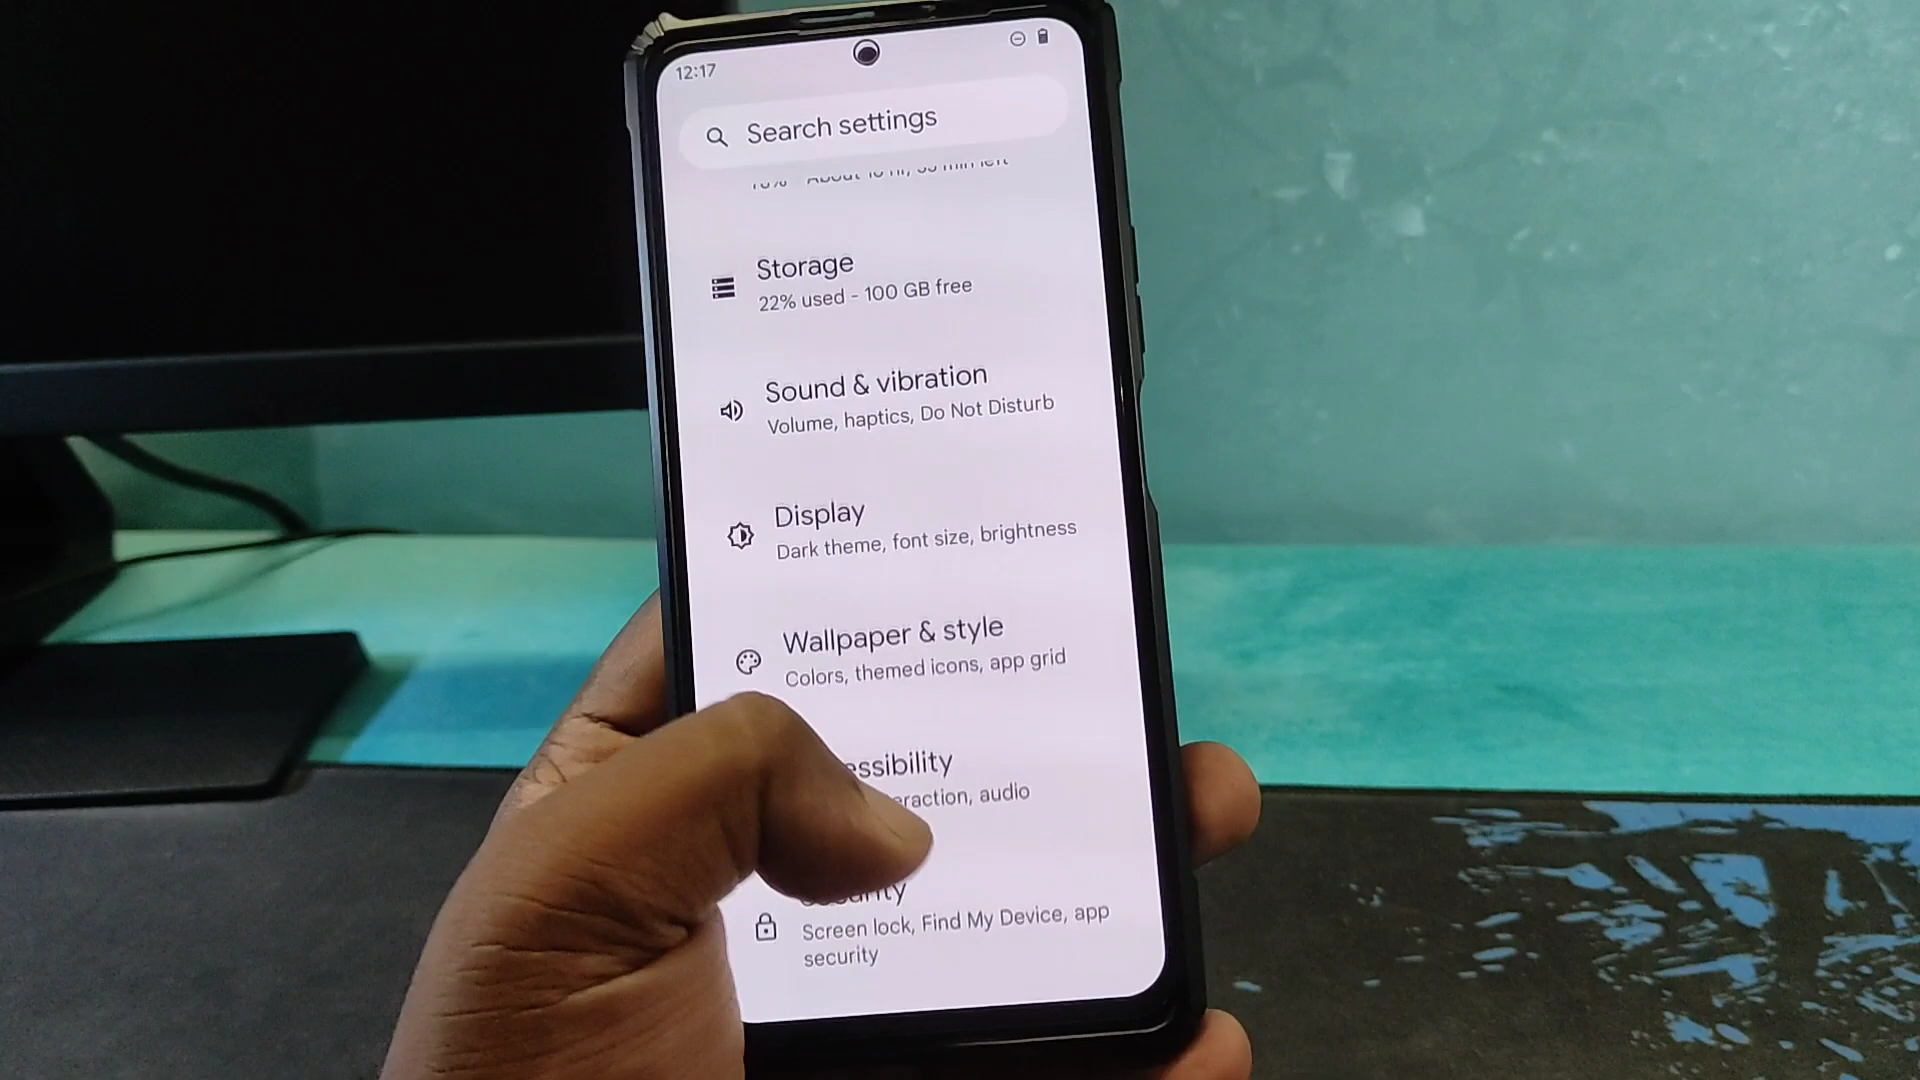 12:17
Search settings
Storage
22% used - 100 GB free
Sound & vibration
Volume, haptics, Do Not Disturb
Display
Dark theme, font size, brightness
Wallpaper & style
Colors, themed icons, app grid
essibility
eraction, audio
Screen lock, Find My Device, app
security